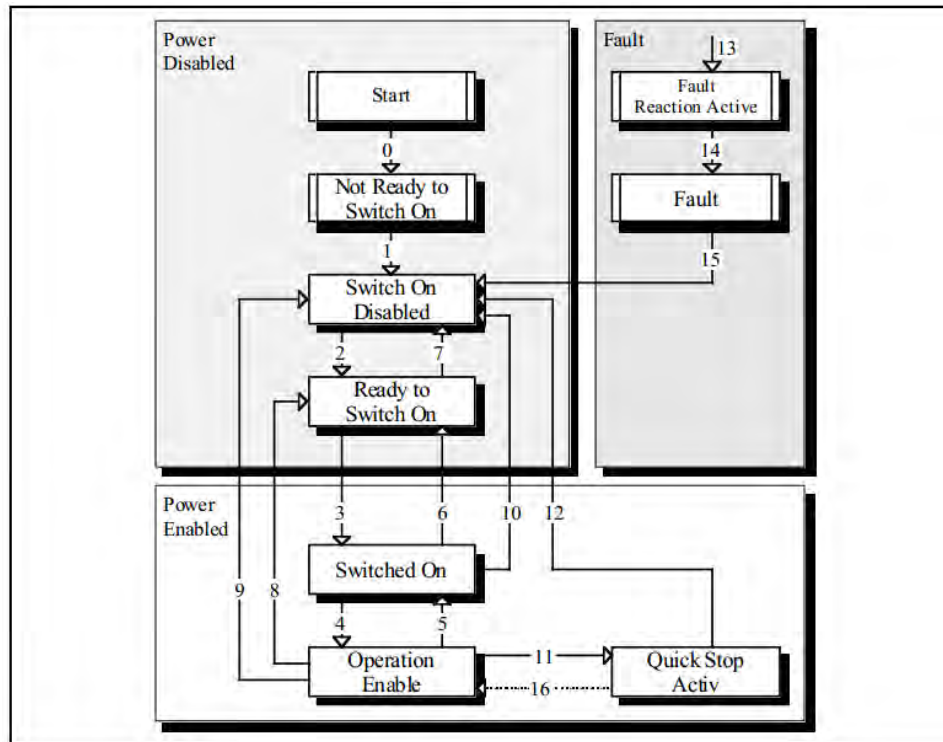 Power
Disabled
Start
0
Not Ready to
Switch On
1
Switch On
Disabled
2
7
Ready to
Switch On
Fault
13
Fault
Reaction Active
14
Fault
15
Power
Enabled
3
6
10
12
Switched On
9
8
4
5
Operation
Enable
11
16
Quick Stop
Activ